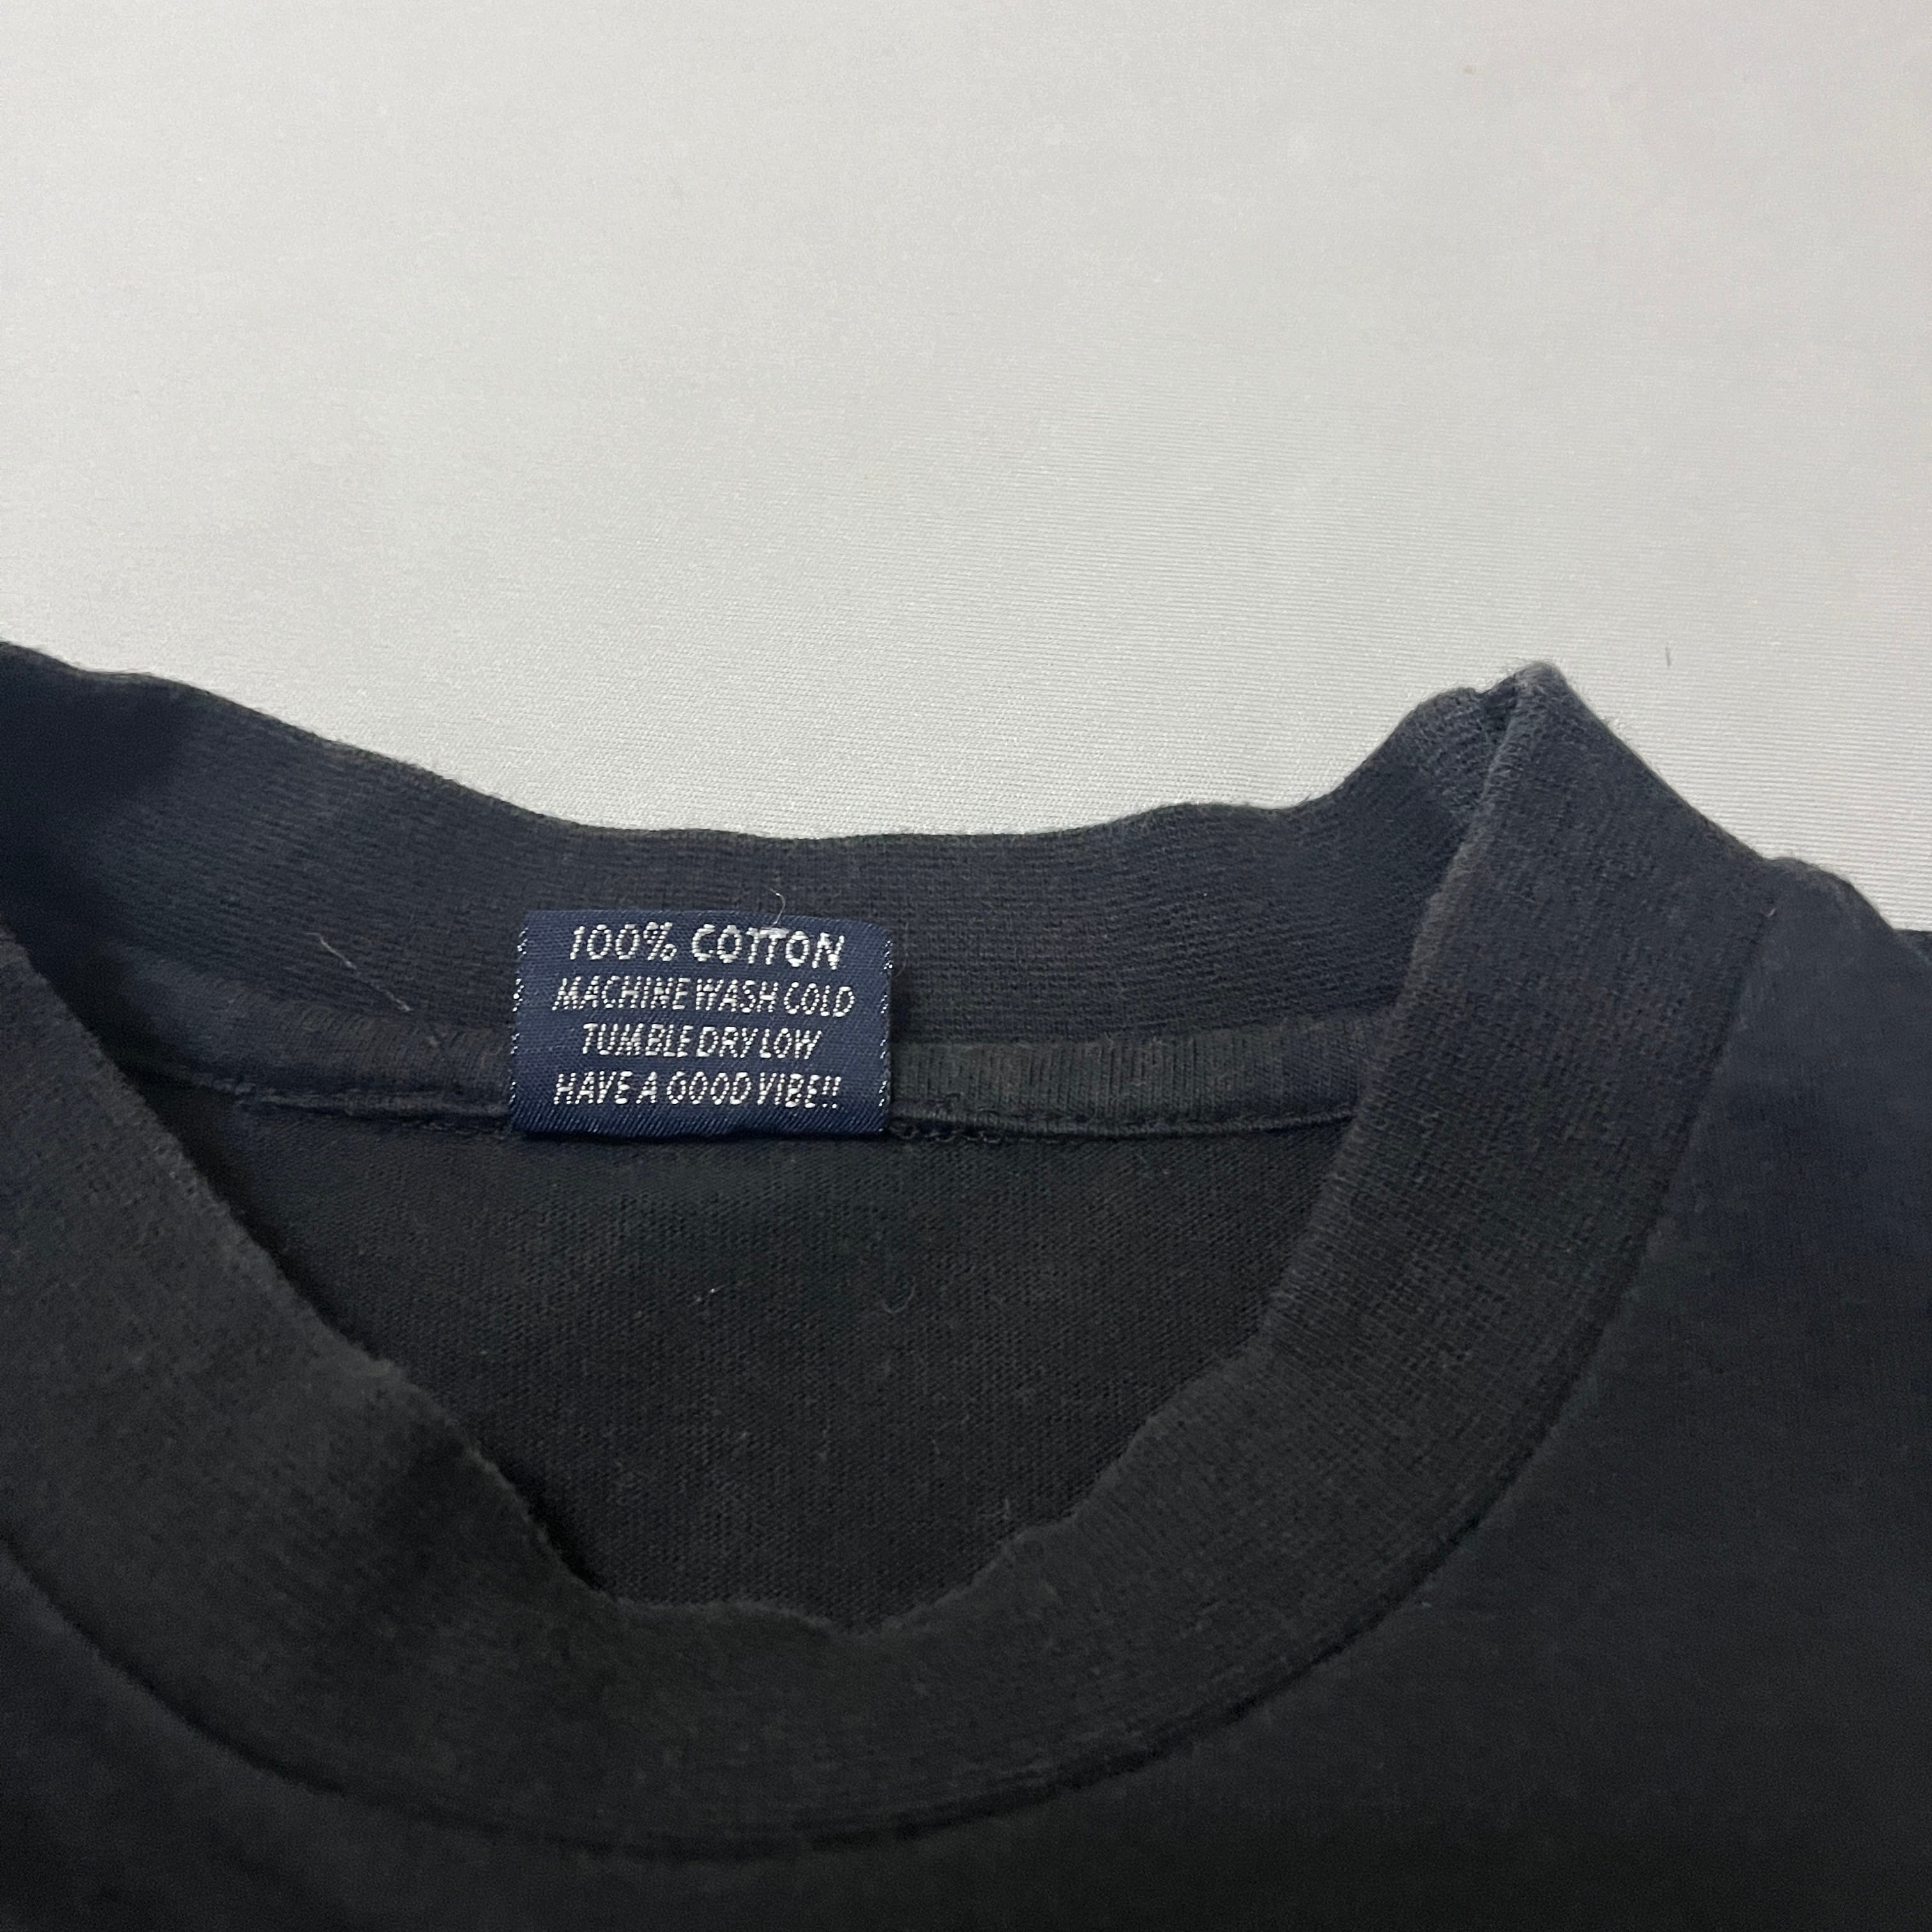 100% COTTON
MACHINE WASH COLD
TUMBLE DRY LOW
HAVE A GOOD VIBE!!